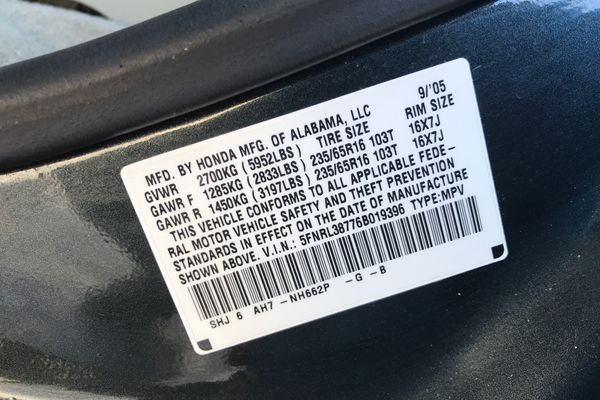 MFD. BY HONDA MFG. OF ALABAMA, LLC 9/'05
GVWR 2700KG (5952LBS) TIRE SIZE RIM SIZE
GAWR F 1285KG (2833LBS) 235/65R16 103T 16X7J
GAWR R 1450KG (3197LBS) 235/65R16 103T 16X7J
THIS VEHICLE CONFORMS TO ALL APPLICABLE FEDE-
RAL MOTOR VEHICLE SAFETY AND THEFT PREVENTION
STANDARDS IN EFFECT ON THE DATE OF MANUFACTURE
SHOWN ABOVE. V.I.N.: 5FNRL38776B019396 TYPE: MPV
SHJ 6 AH7 - NH662P - G - B